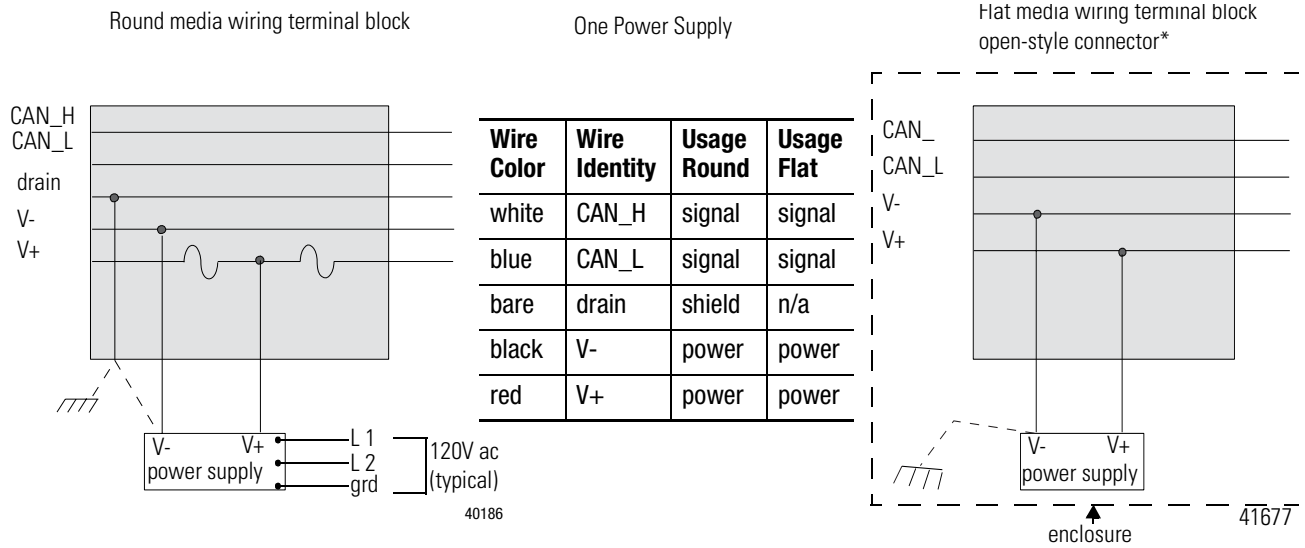 Round media wiring terminal block
One Power Supply
Flat media wiring terminal block
open-style connector*
CAN_H
CAN_L
drain
V-
V+
Wire Color
Wire Identity
Usage Round
Usage Flat
white CAN_H signal signal
blue CAN_L signal signal
bare drain shield n/a
black V- power power
red V+ power power
V- V+
power supply
L 1
L 2
grd
120V ac
(typical)
40186
CAN_
CAN_L
V-
V+
V- V+
power supply
41677
enclosure